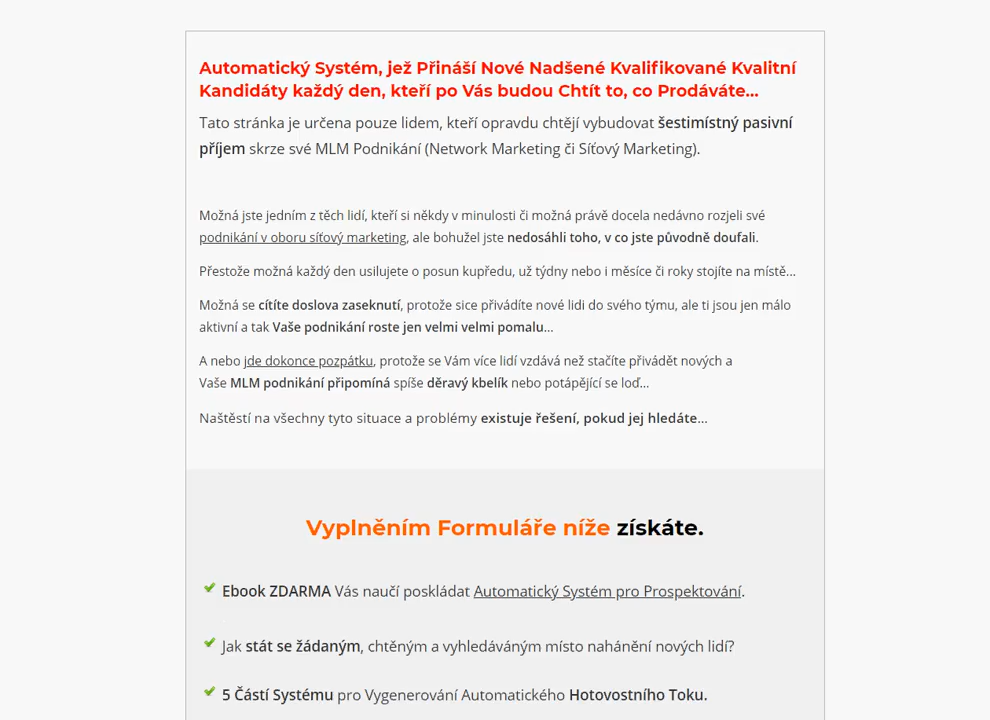 Automatický Systém, jež Přináší Nové Nadšené Kvalifikované Kvalitní
Kandidáty každý den, kteří po Vás budou Chtít to, co Prodáváte...
Tato stránka je určena pouze lidem, kteří opravdu chtějí vybudovat šestimístný pasivní
příjem skrze své MLM Podnikání (Network Marketing či Síťový Marketing).
Možná jste jedním z těch lidí, kteří si někdy v minulosti či možná právě docela nedávno rozjeli své
podnikání v oboru síťový marketing, ale bohužel jste nedosáhli toho, v co jste původně doufali.
Přestože možná každý den usilujete o posun kupředu, už týdny nebo i měsíce či roky stojíte na místě...
Možná se cítíte doslova zaseknutí, protože sice přivádíte nové lidi do svého týmu, ale ti jsou jen málo
aktivní a tak Vaše podnikání roste jen velmi velmi pomalu...
A nebo jde dokonce pozpátku, protože se Vám více lidí vzdává než stačíte přivádět nových a
Vaše MLM podnikání připomíná spíše děravý kbelík nebo potápějící se loď...
Naštěstí na všechny tyto situace a problémy existuje řešení, pokud jej hledáte...
Vyplněním Formuláře níže získáte.
Ebook ZDARMA Vás naučí poskládat Automatický Systém pro Prospektování.
Jak stát se žádaným, chtěným a vyhledáváným místo nahánění nových lidí?
5 Částí Systému pro Vygenerování Automatického Hotovostního Toku.